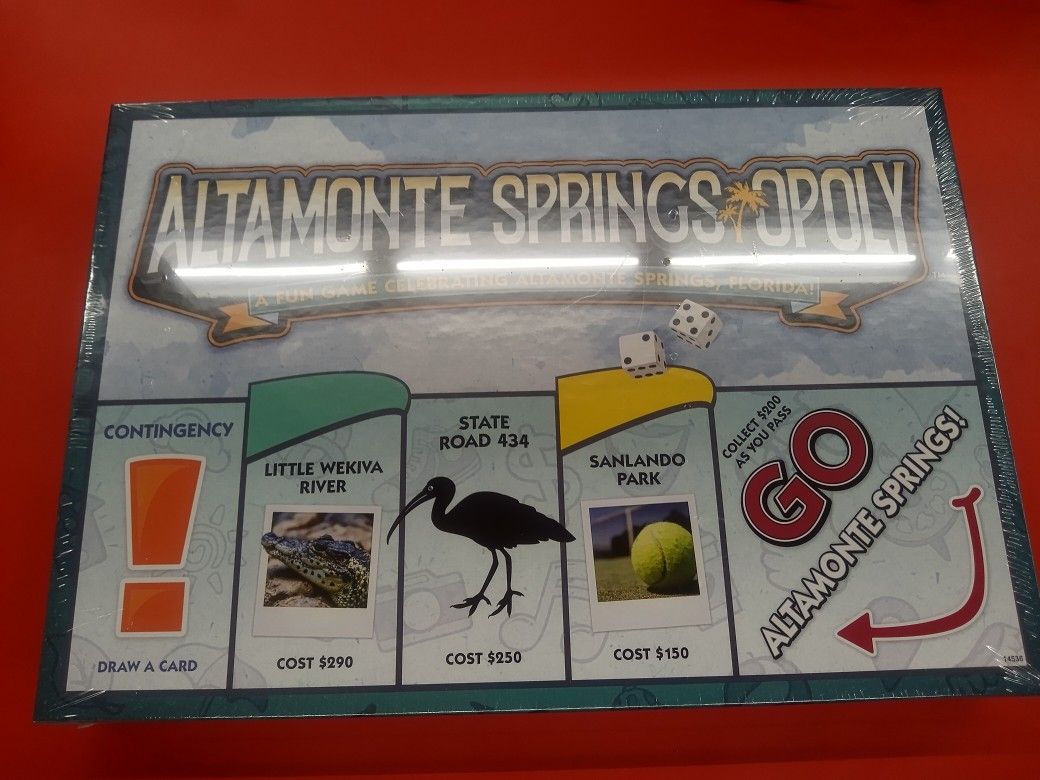 ALTAMONTE SPRINGS OPOLY
A FUN GAME CELEBRATING ALTAMONTE SPRINGS, FLORIDA!
CONTINGENCY
!
DRAW A CARD
LITTLE WEKIVA
RIVER
COST $290
STATE
ROAD 434
COST $250
SANLANDO
PARK
COST $150
COLLECT $200
AS YOU PASS
GO
ALTAMONTE SPRINGS!
14536